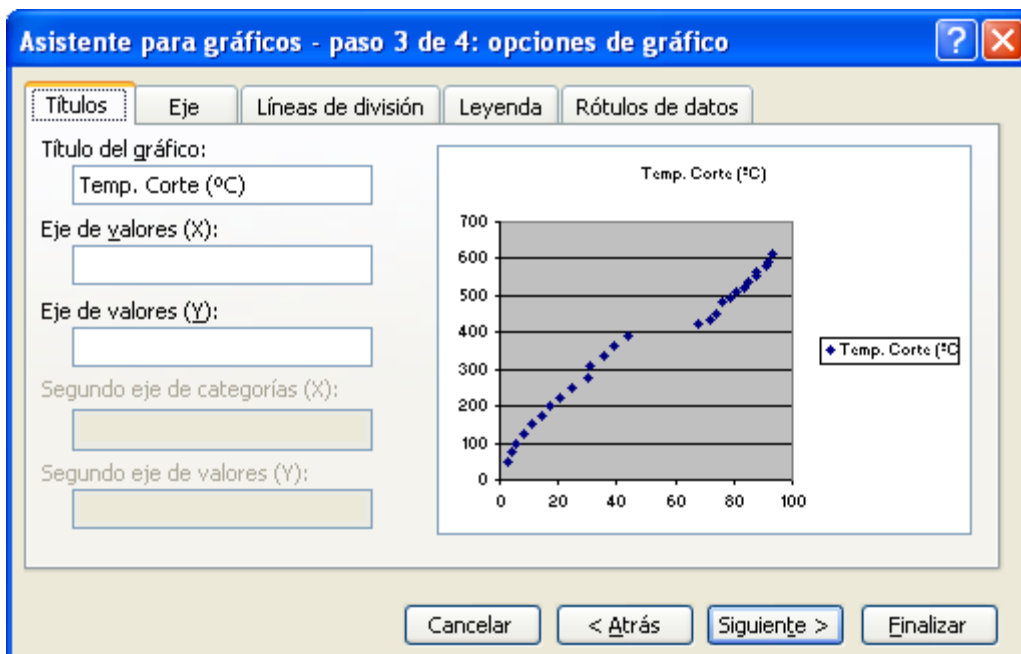 Asistente para gráficos - paso 3 de 4: opciones de gráfico
Títulos Eje Líneas de división Leyenda Rótulos de datos
Título del gráfico:
Temp. Corte (ºC)
Eje de valores (X):
Eje de valores (Y):
Segundo eje de categorías (X):
Segundo eje de valores (Y):
Temp. Corte (ºC)
700
600
500
400
300
200
100
0
0 20 40 60 80 100
Temp. Corte (ºC
Cancelar < Atrás Siguiente > Finalizar